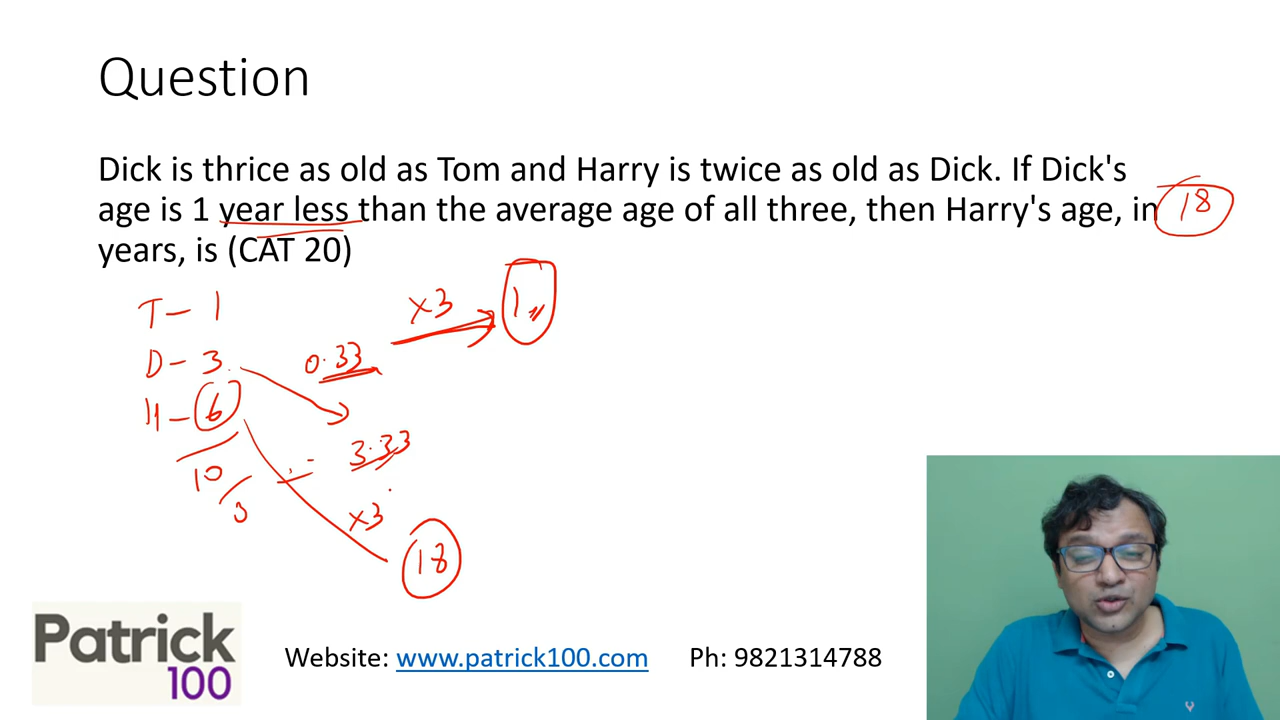 Question
Dick is thrice as old as Tom and Harry is twice as old as Dick. If Dick's
age is 1 year less than the average age of all three, then Harry's age, in
18
years, is (CAT 20)
T - 1
×3
1
D - 3
0.33
H - 6
3.33
10
3
×3
18
Patrick
100
Website: www.patrick100.com Ph: 9821314788